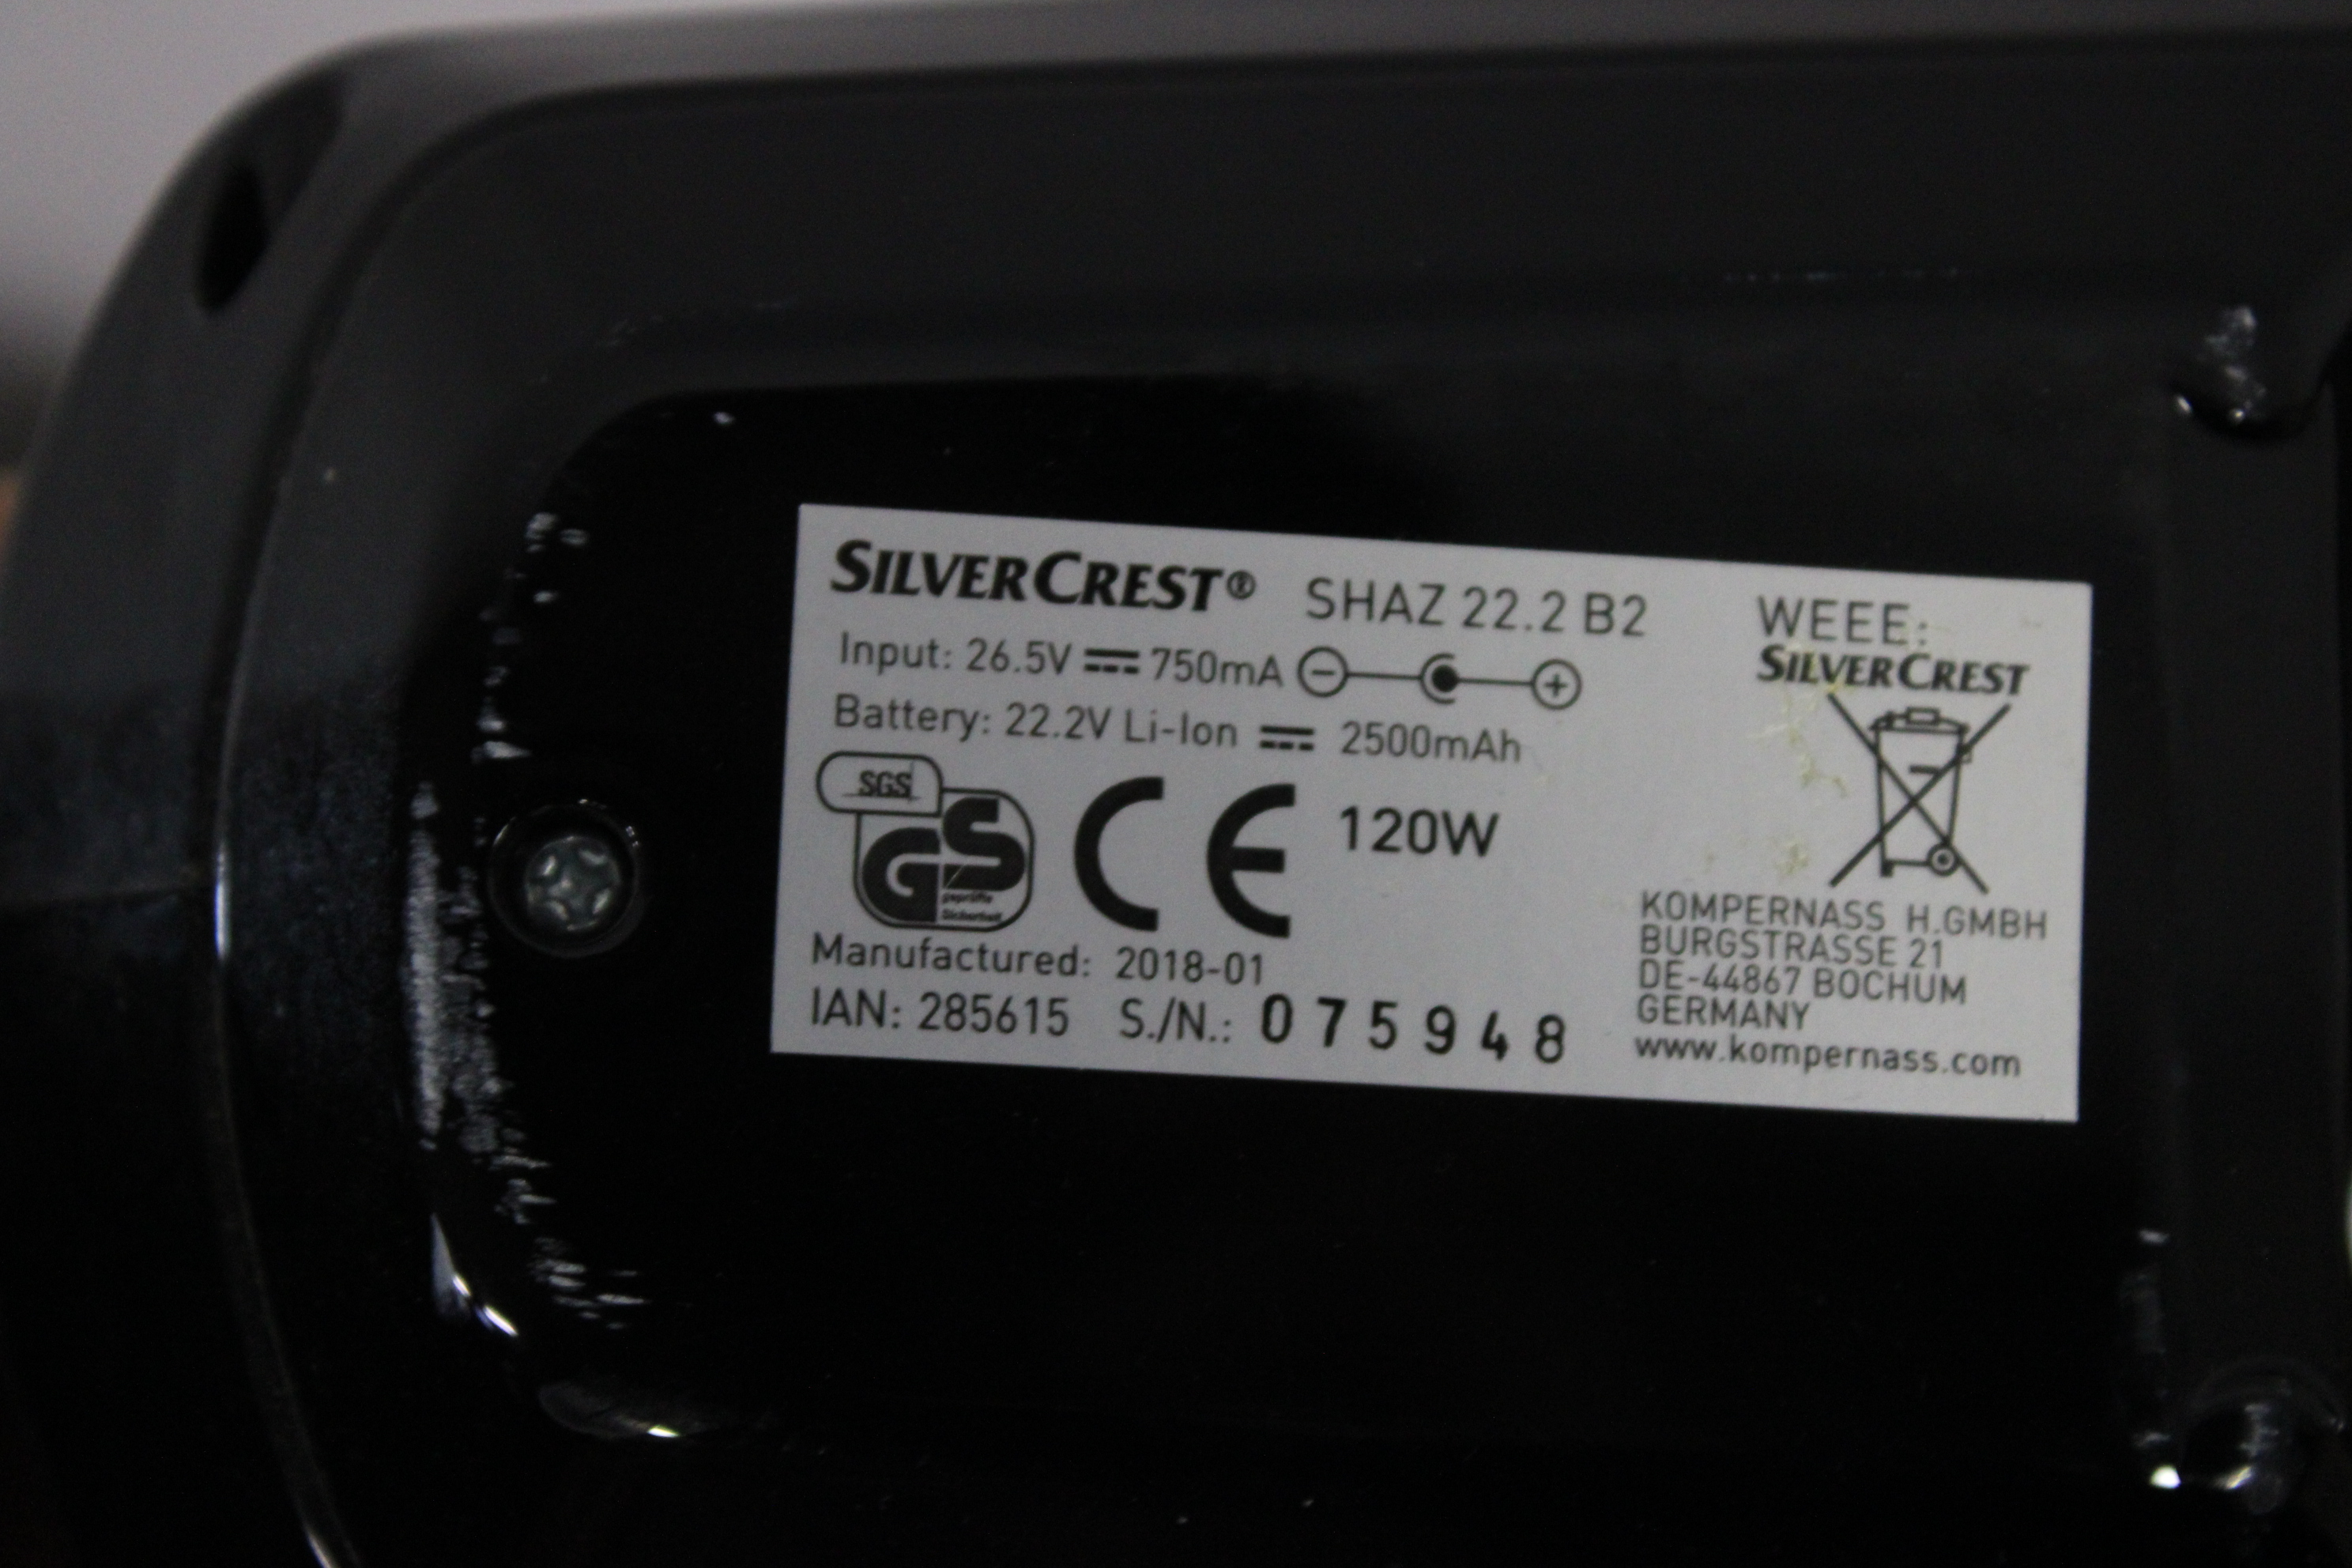 SILVERCREST® SHAZ 22.2 B2
Input: 26.5V 750mA
Battery: 22.2V Li-Ion 2500mAh
SGS
GS
geprüfte
Sicherheit
CE 120W
Manufactured: 2018-01
IAN: 285615 S./N.: 075948
WEEE:
SILVERCREST
KOMPERNASS H.GMBH
BURGSTRASSE 21
DE-44867 BOCHUM
GERMANY
www.kompernass.com